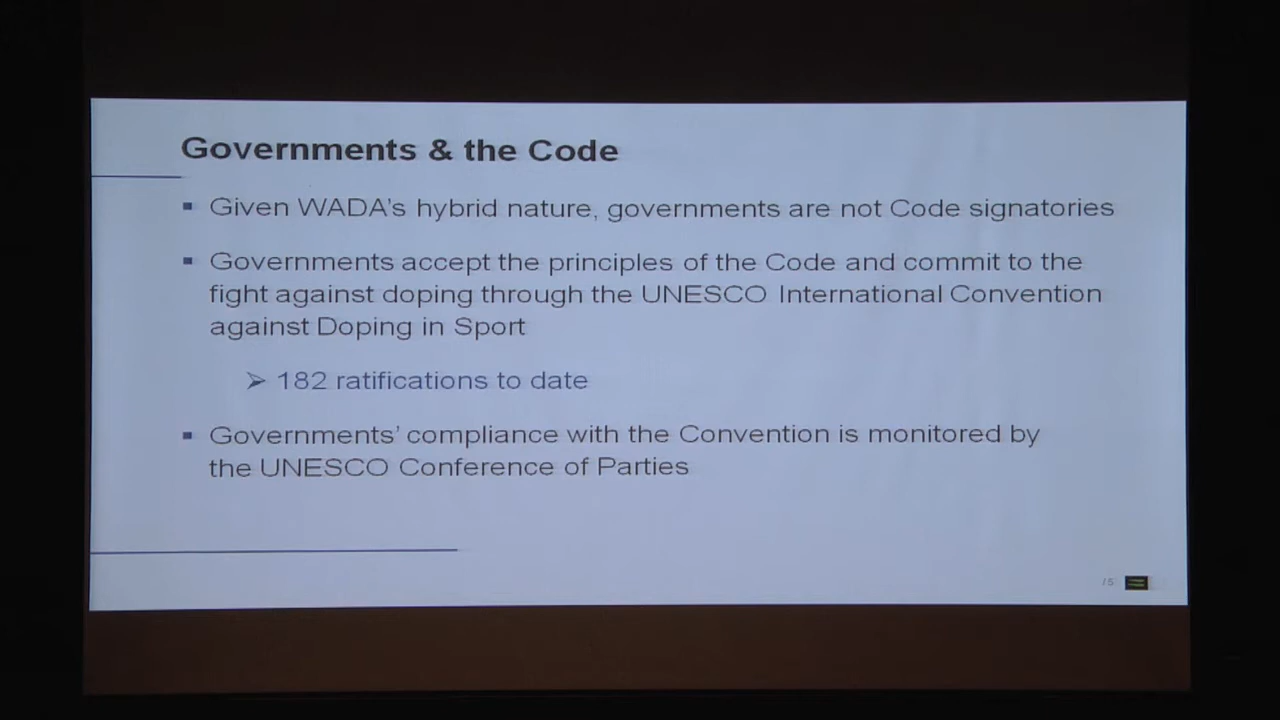 Governments & the Code
▪ Given WADA's hybrid nature, governments are not Code signatories
▪ Governments accept the principles of the Code and commit to the
fight against doping through the UNESCO International Convention
against Doping in Sport
➢ 182 ratifications to date
▪ Governments' compliance with the Convention is monitored by
the UNESCO Conference of Parties
/5